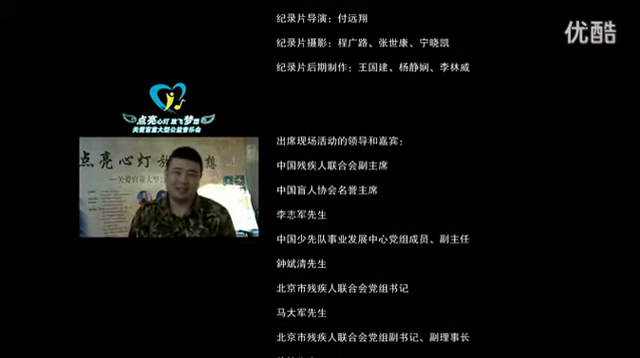 纪录片导演：付远翔
优酷
纪录片摄影：程广路、张世康、宁晓凯
纪录片后期制作：王国建、杨静娴、李林威
点亮心灯 放飞梦想
关爱盲童大型公益音乐会
出席现场活动的领导和嘉宾：
点亮心灯 放 想
中国残疾人联合会副主席
中国盲人协会名誉主席
李志军先生
中国少先队事业发展中心党组成员、副主任
鍾斌清先生
北京市残疾人联合会党组书记
马大军先生
北京市残疾人联合会党组副书记、副理事长